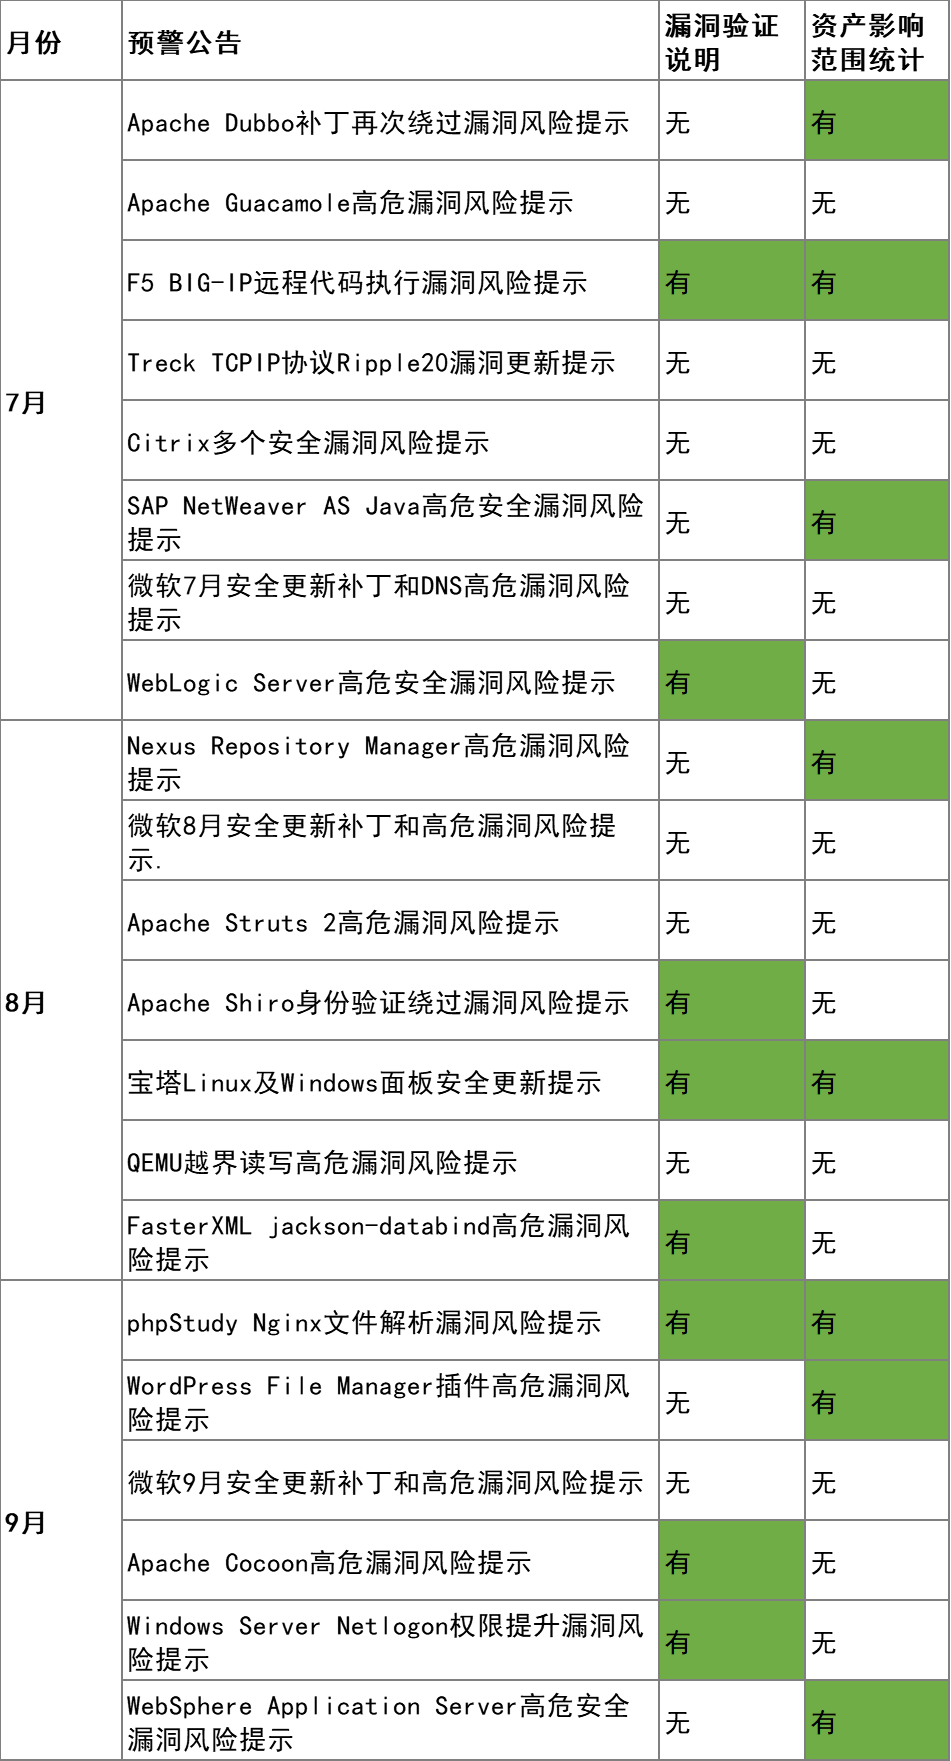 月份 预警公告 漏洞验证 资产影响
说明 范围统计
7月
Apache Dubbo补丁再次绕过漏洞风险提示 无 有
Apache Guacamole高危漏洞风险提示 无 无
F5 BIG-IP远程代码执行漏洞风险提示 有 有
Treck TCPIP协议Ripple20漏洞更新提示 无 无
Citrix多个安全漏洞风险提示 无 无
SAP NetWeaver AS Java高危安全漏洞风险
提示 无 有
微软7月安全更新补丁和DNS高危漏洞风险
提示 无 无
WebLogic Server高危安全漏洞风险提示 有 无
8月
Nexus Repository Manager高危漏洞风险
提示 无 有
微软8月安全更新补丁和高危漏洞风险提
示. 无 无
Apache Struts 2高危漏洞风险提示 无 无
Apache Shiro身份验证绕过漏洞风险提示 有 无
宝塔Linux及Windows面板安全更新提示 有 有
QEMU越界读写高危漏洞风险提示 无 无
FasterXML jackson-databind高危漏洞风
险提示 有 无
9月
phpStudy Nginx文件解析漏洞风险提示 有 有
WordPress File Manager插件高危漏洞风
险提示 无 有
微软9月安全更新补丁和高危漏洞风险提示 无 无
Apache Cocoon高危漏洞风险提示 有 无
Windows Server Netlogon权限提升漏洞风
险提示 有 无
WebSphere Application Server高危安全
漏洞风险提示 无 有